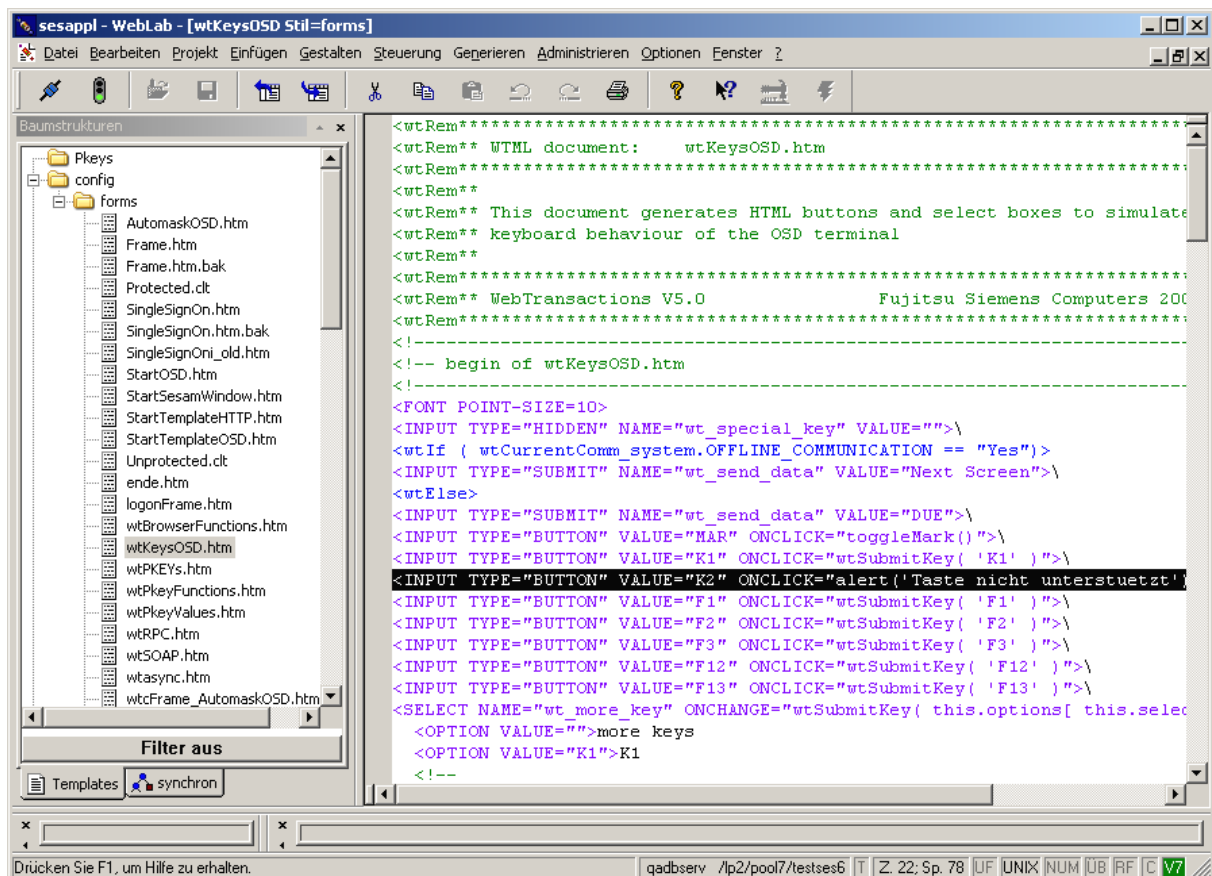 sesappl - WebLab - [wtKeysOSD Stil=forms]
Datei Bearbeiten Projekt Einfügen Gestalten Steuerung Generieren Administrieren Optionen Fenster ?
Baumstrukturen
Pkeys
config
forms
AutomaskOSD.htm
Frame.htm
Frame.htm.bak
Protected.clt
SingleSignOn.htm
SingleSignOn.htm.bak
SingleSignOni_old.htm
StartOSD.htm
StartSesamWindow.htm
StartTemplateHTTP.htm
StartTemplateOSD.htm
Unprotected.clt
ende.htm
logonFrame.htm
wtBrowserFunctions.htm
wtKeysOSD.htm
wtPKEYs.htm
wtPkeyFunctions.htm
wtPkeyValues.htm
wtRPC.htm
wtSOAP.htm
wtasync.htm
wtcFrame_AutomaskOSD.htm
Filter aus
Templates synchron
<wtRem**********************************************************************
<wtRem** WTML document:    wtKeysOSD.htm
<wtRem**********************************************************************
<wtRem**
<wtRem** This document generates HTML buttons and select boxes to simulate
<wtRem** keyboard behaviour of the OSD terminal
<wtRem**
<wtRem**********************************************************************
<wtRem** WebTransactions V5.0                 Fujitsu Siemens Computers 200
<wtRem**********************************************************************
<!--------------------------------------------------------------------------
<!-- begin of wtKeysOSD.htm
<!--------------------------------------------------------------------------
<FONT POINT-SIZE=10>
<INPUT TYPE="HIDDEN" NAME="wt_special_key" VALUE="">\
<wtIf ( wtCurrentComm_system.OFFLINE_COMMUNICATION == "Yes")>
<INPUT TYPE="SUBMIT" NAME="wt_send_data" VALUE="Next Screen">\
<wtElse>
<INPUT TYPE="SUBMIT" NAME="wt_send_data" VALUE="DUE">\
<INPUT TYPE="BUTTON" VALUE="MAR" ONCLICK="toggleMark()">\
<INPUT TYPE="BUTTON" VALUE="K1" ONCLICK="wtSubmitKey( 'K1' )">\
<INPUT TYPE="BUTTON" VALUE="K2" ONCLICK="alert('Taste nicht unterstuetzt')
<INPUT TYPE="BUTTON" VALUE="F1" ONCLICK="wtSubmitKey( 'F1' )">\
<INPUT TYPE="BUTTON" VALUE="F2" ONCLICK="wtSubmitKey( 'F2' )">\
<INPUT TYPE="BUTTON" VALUE="F3" ONCLICK="wtSubmitKey( 'F3' )">\
<INPUT TYPE="BUTTON" VALUE="F12" ONCLICK="wtSubmitKey( 'F12' )">\
<INPUT TYPE="BUTTON" VALUE="F13" ONCLICK="wtSubmitKey( 'F13' )">\
<SELECT NAME="wt_more_key" ONCHANGE="wtSubmitKey( this.options[ this.selec
<OPTION VALUE="">more keys
<OPTION VALUE="K1">K1
<!--
Drücken Sie F1, um Hilfe zu erhalten. qadbserv /lp2/pool7/testses6 T Z. 22; Sp. 78 UF UNIX NUM ÜB RF C V7